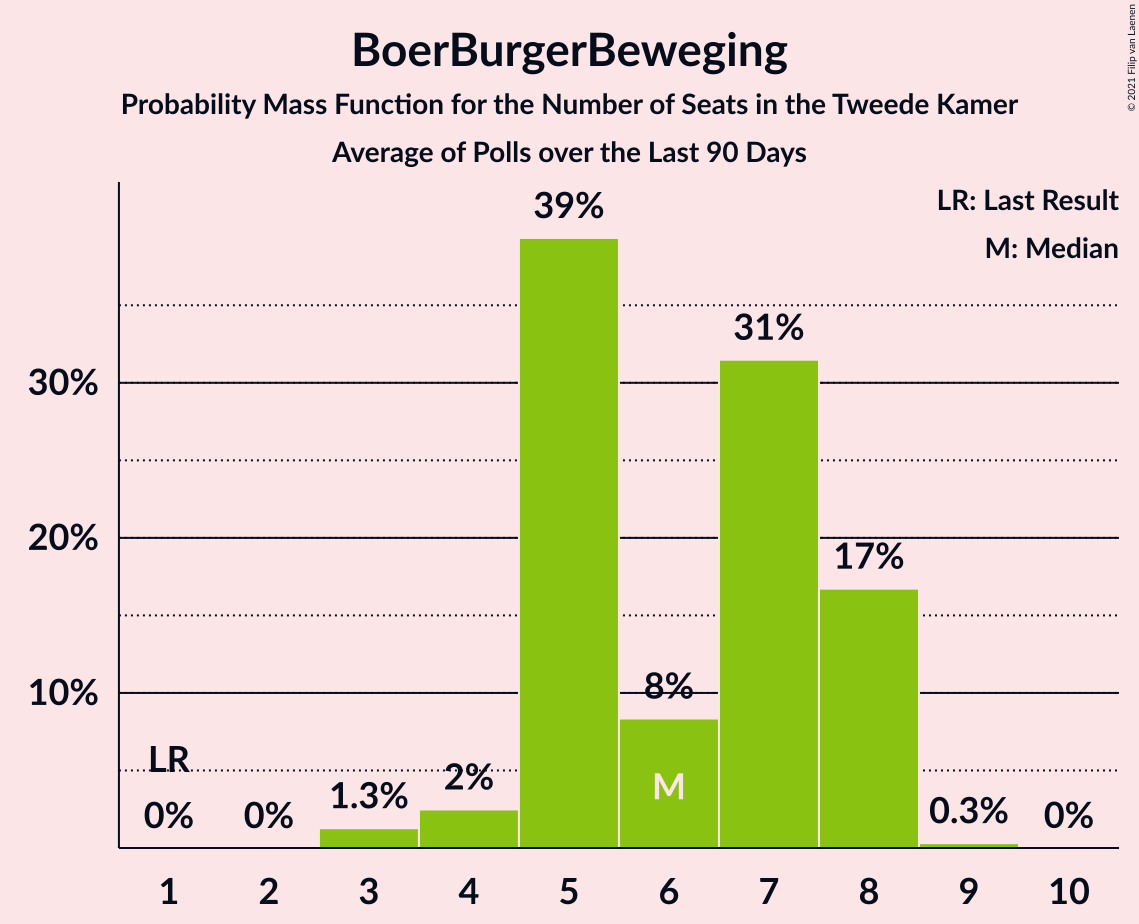 BoerBurgerBeweging
Probability Mass Function for the Number of Seats in the Tweede Kamer
Average of Polls over the Last 90 Days
© 2021 Filip van Laenen
LR: Last Result
M: Median
39%
31%
30%
20%
17%
10%
8%
LR
2%
M
1.3%
0.3%
0%
0%
0%
1 2 3 4 5 6 7 8 9 10